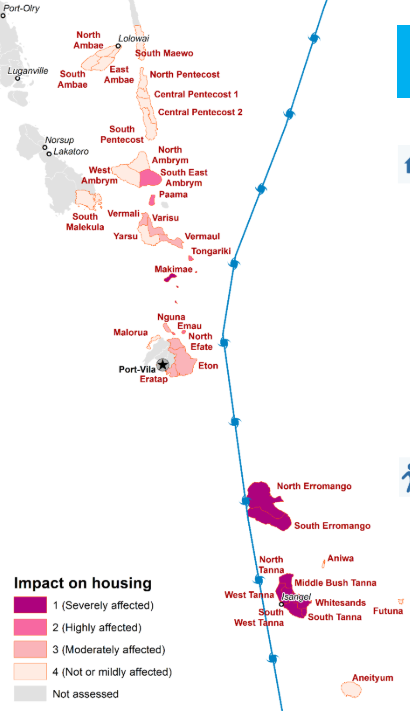 Port-Olry
North
Ambae
Lolowai
South Maewo
Luganville
South
Ambae
East
Ambae
North Pentecost
Central Pentecost 1
Central Pentecost 2
South
Pentecost
Norsup
Lakatoro
North
Ambrym
West
Ambrym
South East
Ambrym
Paama
South
Malekula
Vermali
Varisu
Yarsu
Vermaul
Tongariki
Makimae
Nguna
Emau
Malorua
North
Efate
Port-Vila
Eton
Eratap
North Erromango
South Erromango
North
Tanna
Aniwa
Middle Bush Tanna
West Tanna
Isangel
Whitesands
Futuna
South
West Tanna
South Tanna
Aneityum
Impact on housing
1 (Severely affected)
2 (Highly affected)
3 (Moderately affected)
4 (Not or mildly affected)
Not assessed